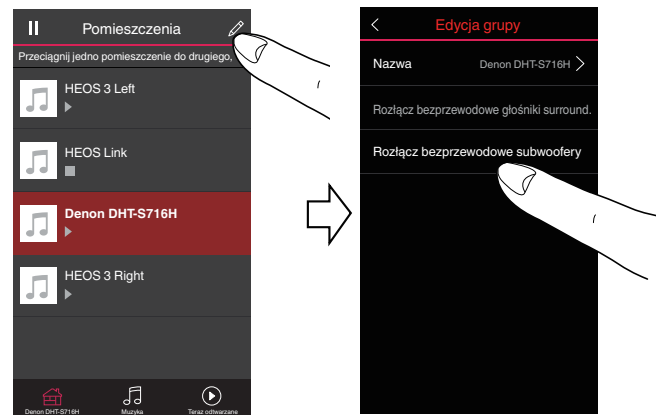 Pomieszczenia
Przeciągnij jedno pomieszczenie do drugiego,
HEOS 3 Left
HEOS Link
Denon DHT-S716H
HEOS 3 Right
Denon DHT-S716H
Muzyka
Teraz odtwarzane
Edycja grupy
Nazwa
Denon DHT-S716H
Rozłącz bezprzewodowe głośniki surround.
Rozłącz bezprzewodowe subwoofery